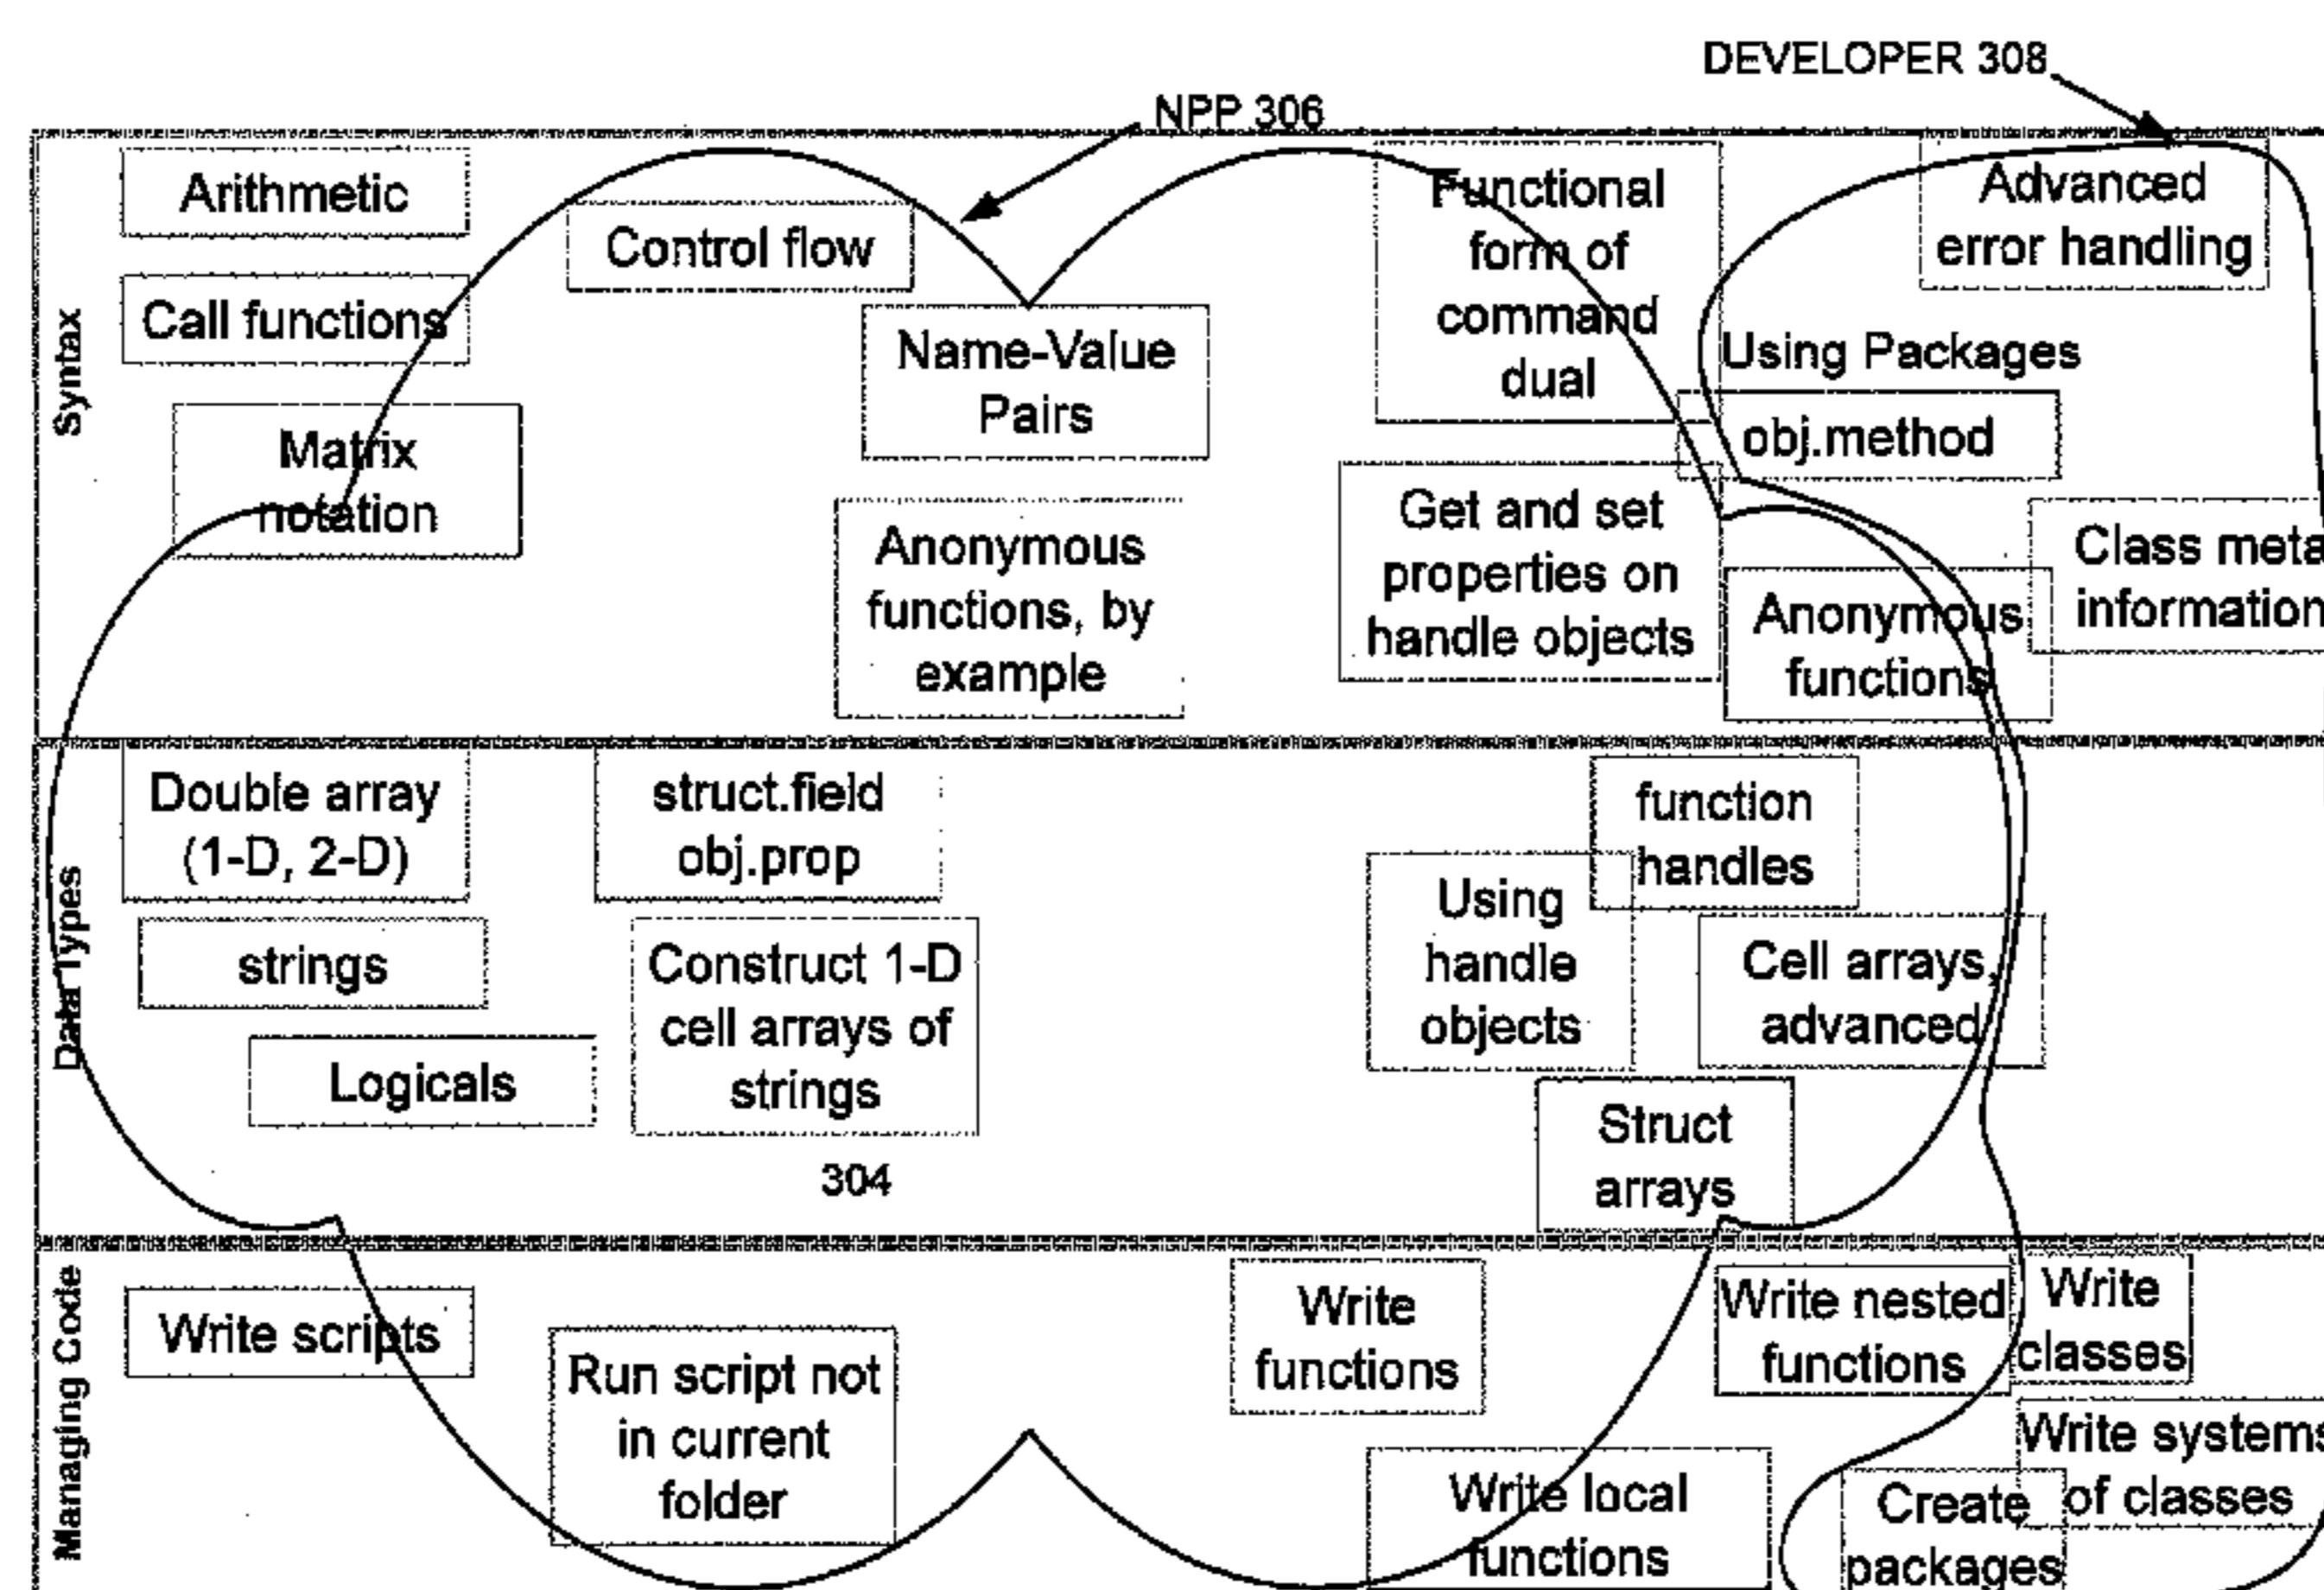 DEVELOPER 308
NPP 306
Syntax
Arithmetic
Call functions
Matrix
notation
Control flow
Name-Value
Pairs
Anonymous
functions, by
example
Functional
form of
command
dual
Get and set
properties on
handle objects
Advanced
error handling
Using Packages
obj.method
Anonymous
functions
Class meta
information
Data Types
Double array
(1-D, 2-D)
strings
Logicals
struct.field
obj.prop
Construct 1-D
cell arrays of
strings
304
function
handles
Using
handle
objects
Cell arrays,
advanced
Struct
arrays
Managing Code
Write scripts
Run script not
in current
folder
Write
functions
Write local
functions
Write nested
functions
Write
classes
Write systems
of classes
Create
packages